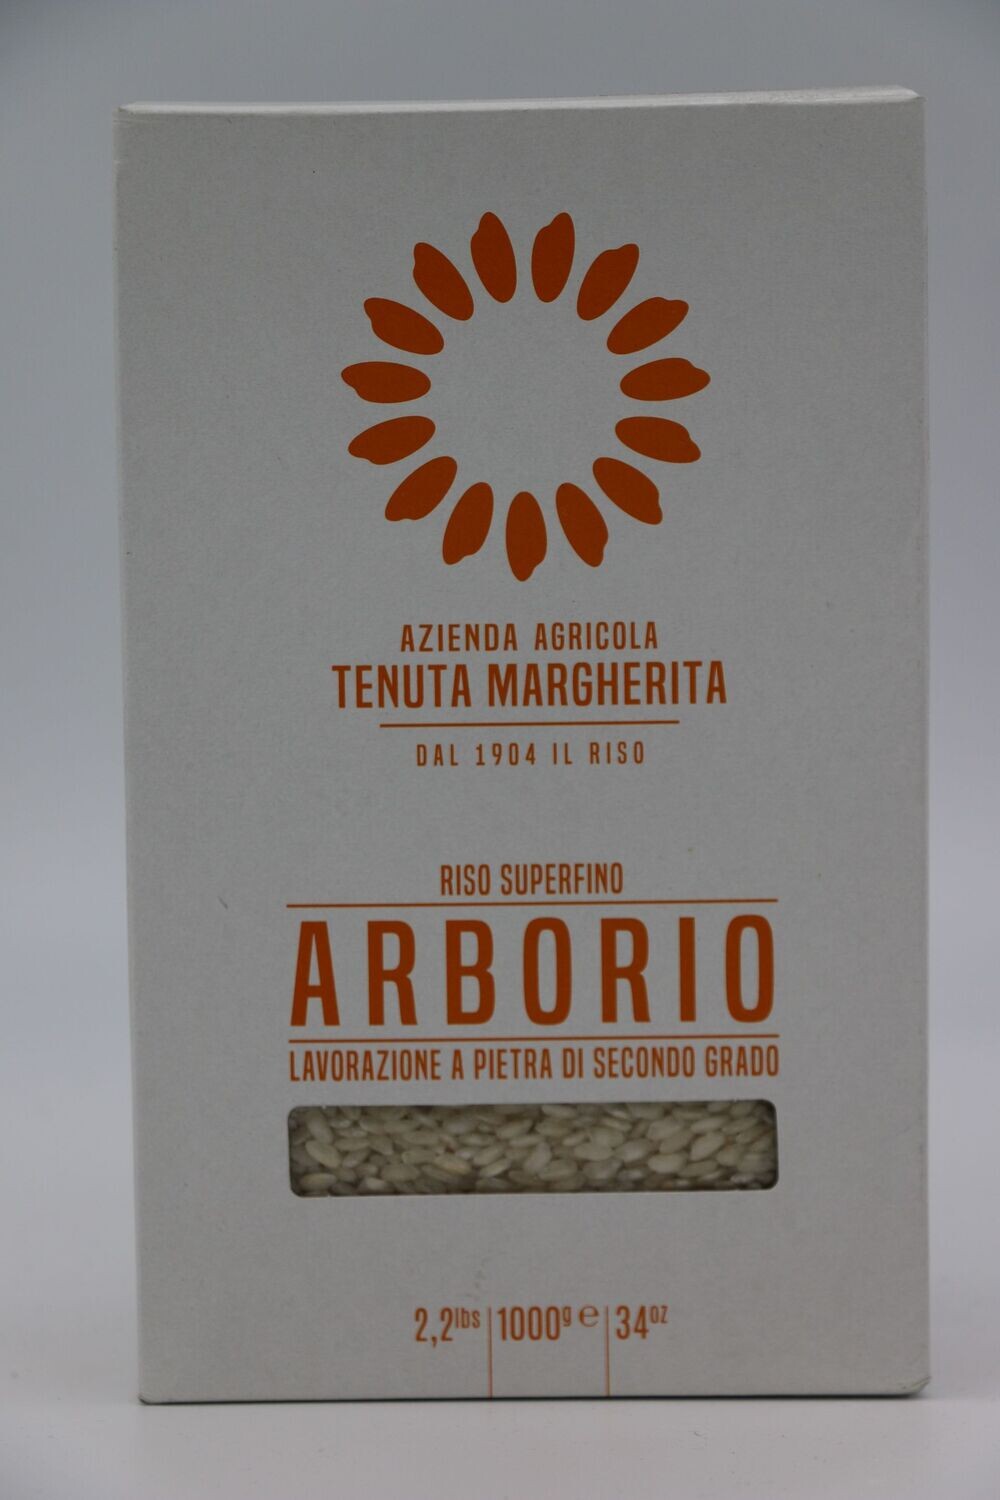 AZIENDA AGRICOLA
TENUTA MARGHERITA
DAL 1904 IL RISO
RISO SUPERFINO
ARBORIO
LAVORAZIONE A PIETRA DI SECONDO GRADO
2,2lbs 1000g ℮ 34oz